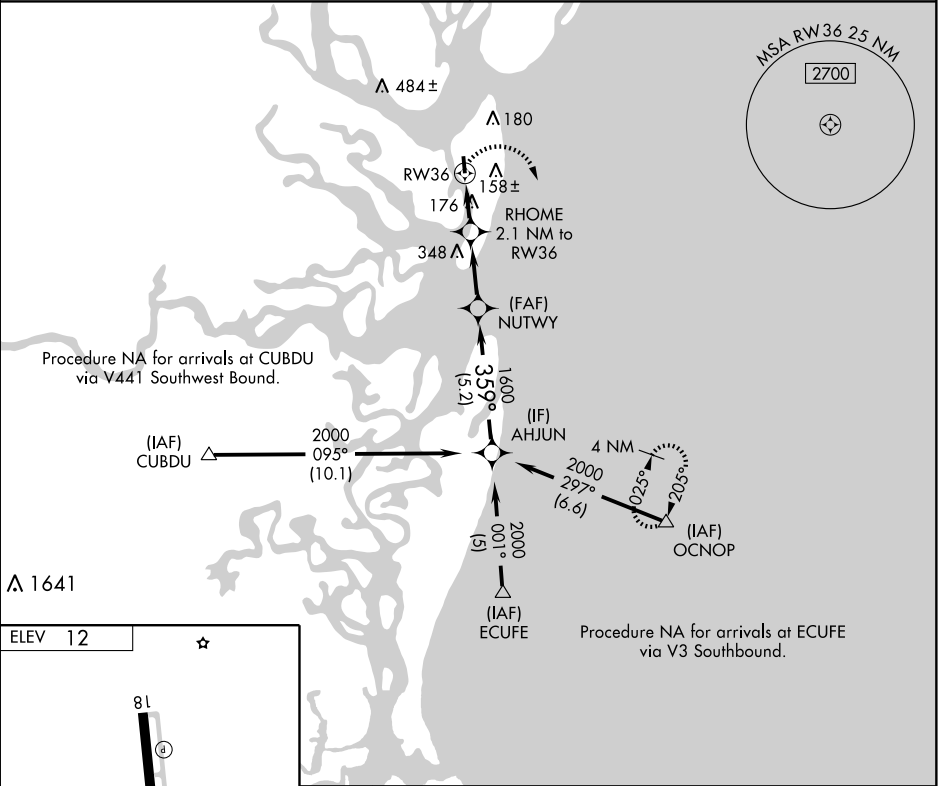 MSA RW36 25 NM
2700
484±
180
RW36
158±
176
RHOME
2.1 NM to
RW36
348
(FAF)
NUTWY
Procedure NA for arrivals at CUBDU
via V441 Southwest Bound.
1600
359°
(5.2)
(IF)
AHJUN
(IAF)
CUBDU
2000
095°
(10.1)
4 NM
2000
297°
(6.6)
025°
205°
(IAF)
OCNOP
2000
001°
(5)
(IAF)
ECUFE
1641
Procedure NA for arrivals at ECUFE
via V3 Southbound.
ELEV 12
18
P